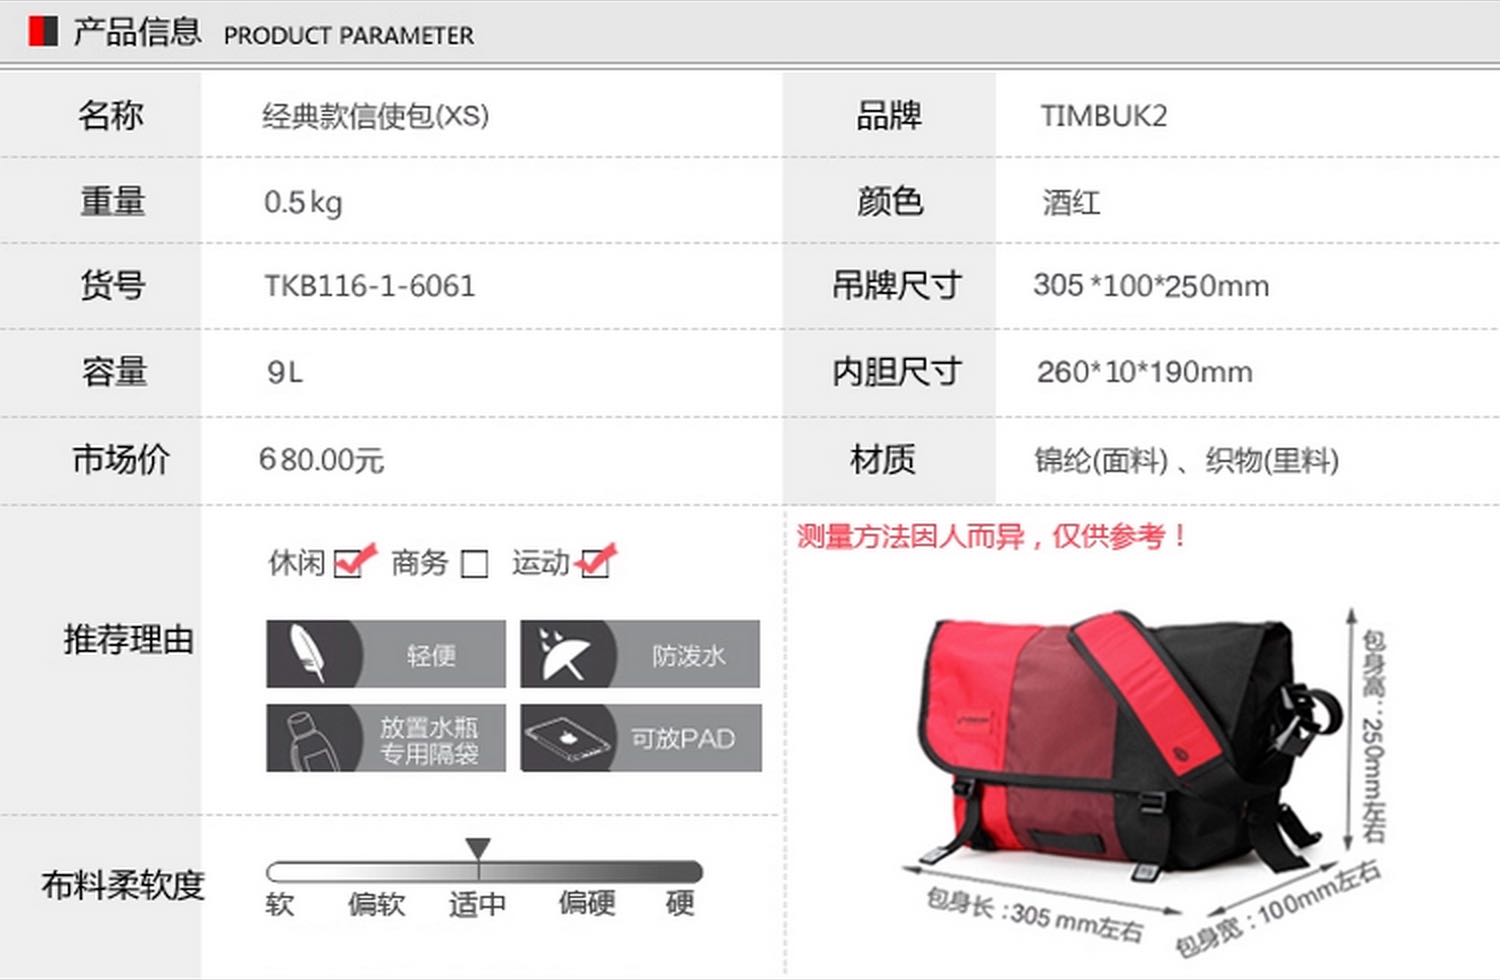 产品信息 PRODUCT PARAMETER
名称 经典款信使包(XS) 品牌 TIMBUK2
重量 0.5kg 颜色 酒红
货号 TKB116-1-6061 吊牌尺寸 305*100*250mm
容量 9L 内胆尺寸 260*10*190mm
市场价 680.00元 材质 锦纶(面料)、织物(里料)
推荐理由
休闲 商务 运动
轻便 防泼水
放置水瓶
专用隔袋
可放PAD
测量方法因人而异，仅供参考！
包身高：250mm左右
包身长：305mm左右
包身宽：100mm左右
布料柔软度
软 偏软 适中 偏硬 硬